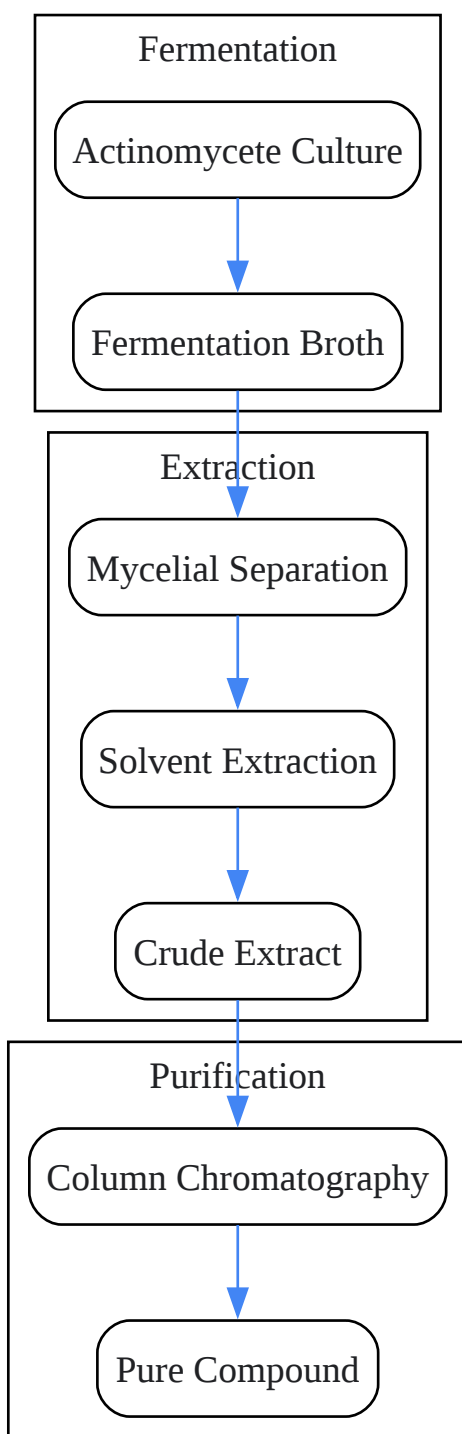 Fermentation
Actinomycete Culture
Fermentation Broth
Extraction
Mycelial Separation
Solvent Extraction
Crude Extract
Purification
Column Chromatography
Pure Compound